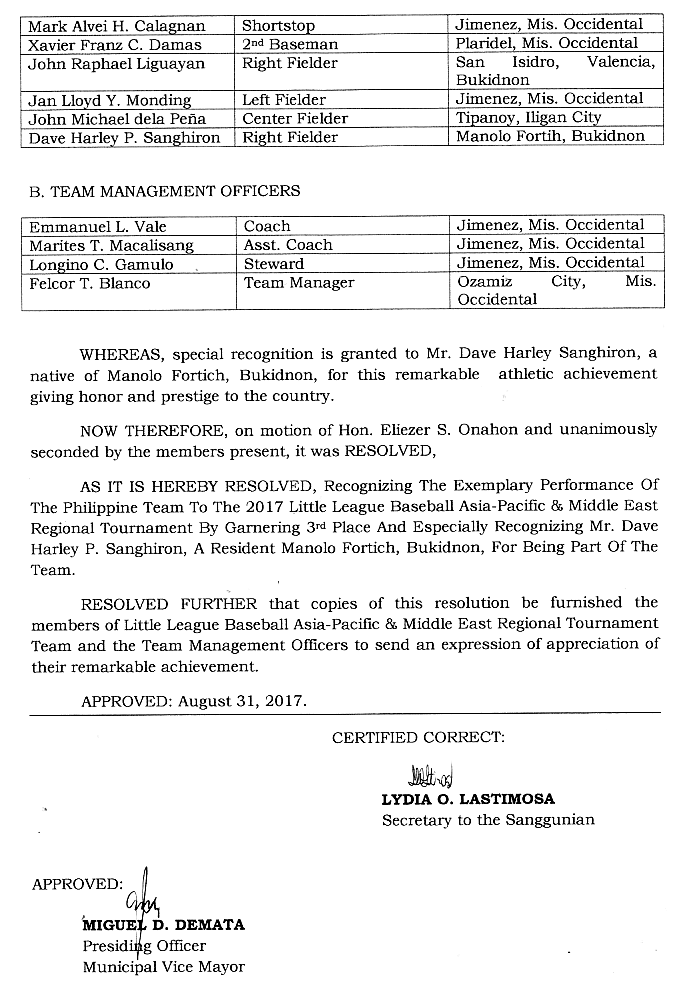 Mark Alvei H. Calagnan Shortstop Jimenez, Mis. Occidental
Xavier Franz C. Damas 2nd Baseman Plaridel, Mis. Occidental
John Raphael Liguayan Right Fielder San Isidro, Valencia,
Bukidnon
Jan Lloyd Y. Monding Left Fielder Jimenez, Mis. Occidental
John Michael dela Peña Center Fielder Tipanoy, Iligan City
Dave Harley P. Sanghiron Right Fielder Manolo Fortih, Bukidnon
B. TEAM MANAGEMENT OFFICERS
Emmanuel L. Vale Coach Jimenez, Mis. Occidental
Marites T. Macalisang Asst. Coach Jimenez, Mis. Occidental
Longino C. Gamulo Steward Jimenez, Mis. Occidental
Felcor T. Blanco Team Manager Ozamiz City, Mis.
Occidental
WHEREAS, special recognition is granted to Mr. Dave Harley Sanghiron, a
native of Manolo Fortich, Bukidnon, for this remarkable athletic achievement
giving honor and prestige to the country.
NOW THEREFORE, on motion of Hon. Eliezer S. Onahon and unanimously
seconded by the members present, it was RESOLVED,
AS IT IS HEREBY RESOLVED, Recognizing The Exemplary Performance Of
The Philippine Team To The 2017 Little League Baseball Asia-Pacific & Middle East
Regional Tournament By Garnering 3rd Place And Especially Recognizing Mr. Dave
Harley P. Sanghiron, A Resident Manolo Fortich, Bukidnon, For Being Part Of The
Team.
RESOLVED FURTHER that copies of this resolution be furnished the
members of Little League Baseball Asia-Pacific & Middle East Regional Tournament
Team and the Team Management Officers to send an expression of appreciation of
their remarkable achievement.
APPROVED: August 31, 2017.
CERTIFIED CORRECT:
LYDIA O. LASTIMOSA
Secretary to the Sanggunian
APPROVED:
MIGUEL D. DEMATA
Presiding Officer
Municipal Vice Mayor